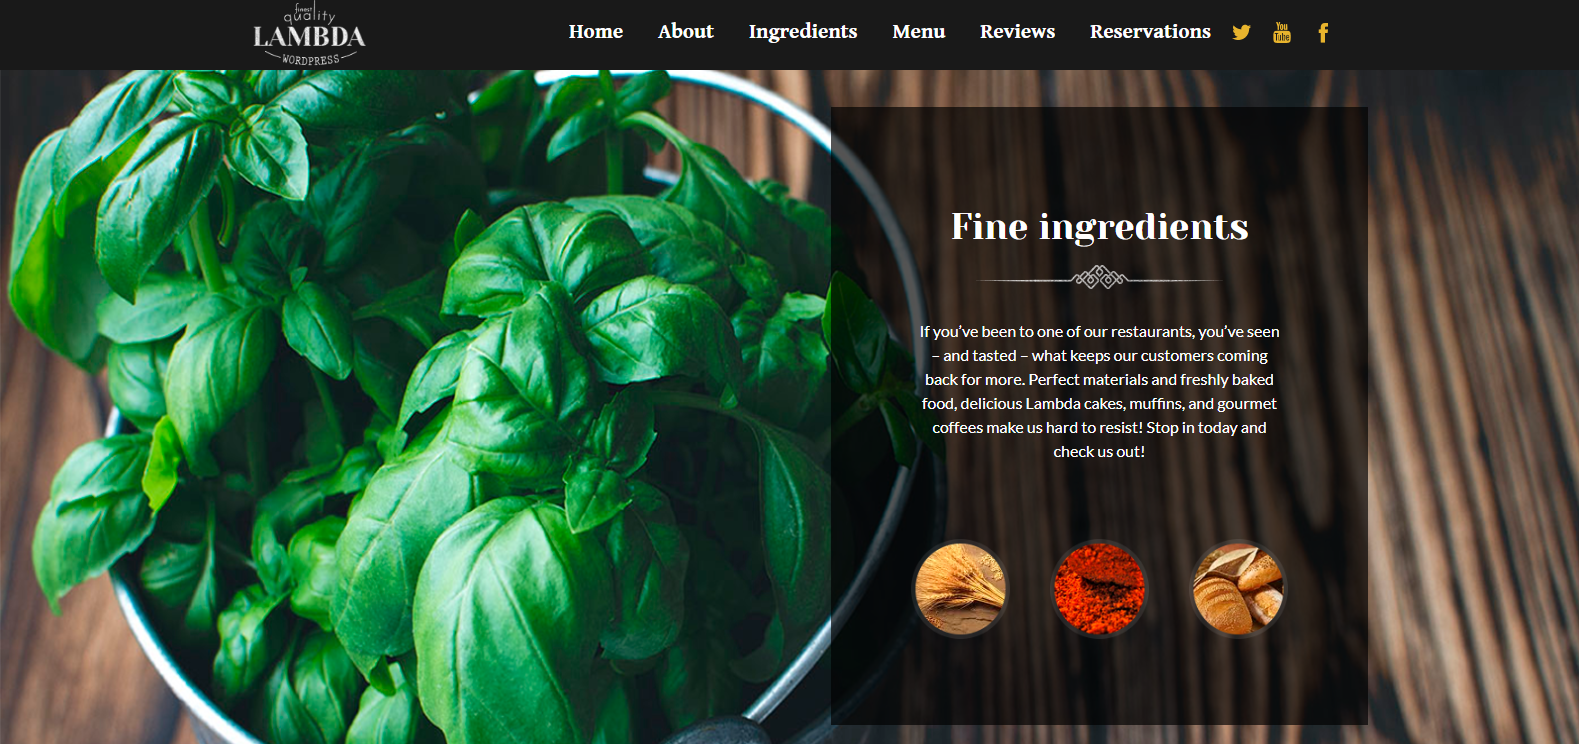 finest
quality
LAMBDA
WORDPRESS
Home About Ingredients Menu Reviews Reservations
You
Tube
Fine ingredients
If you’ve been to one of our restaurants, you’ve seen
– and tasted – what keeps our customers coming
back for more. Perfect materials and freshly baked
food, delicious Lambda cakes, muffins, and gourmet
coffees make us hard to resist! Stop in today and
check us out!